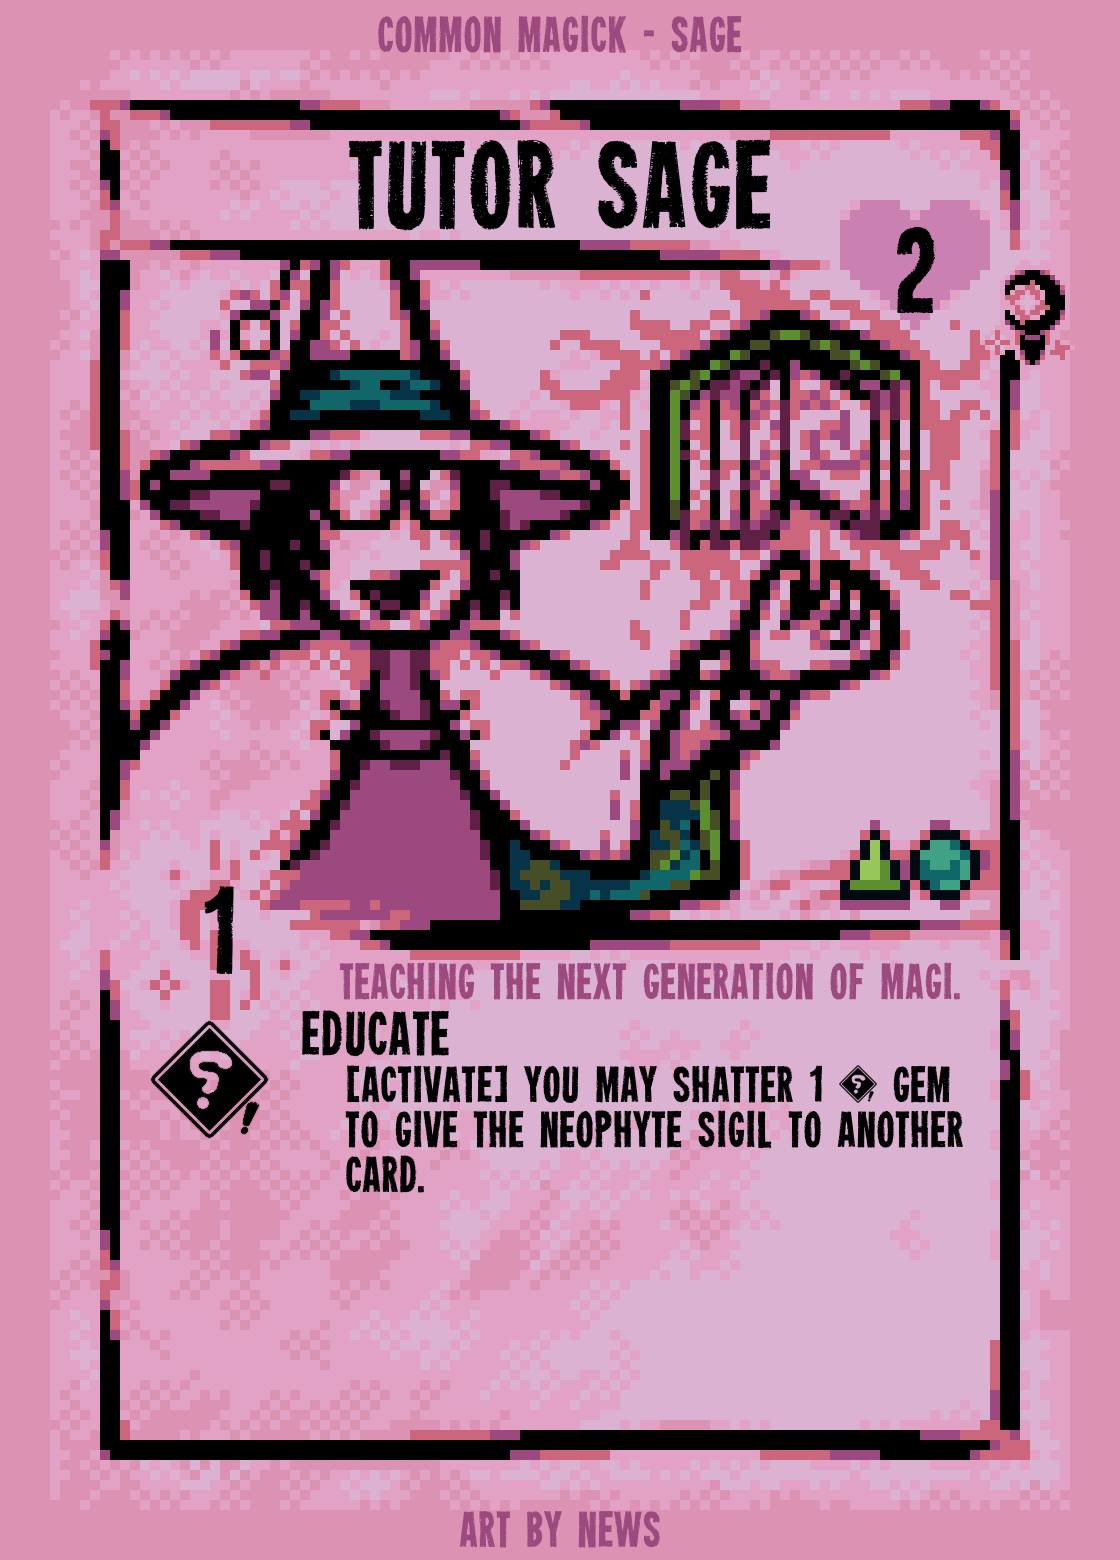 COMMON MAGICK - SAGE
TUTOR SAGE
2
1
TEACHING THE NEXT GENERATION OF MAGI.
EDUCATE
[ACTIVATE] YOU MAY SHATTER 1 ? GEM
TO GIVE THE NEOPHYTE SIGIL TO ANOTHER
CARD.
?!
ART BY NEWS